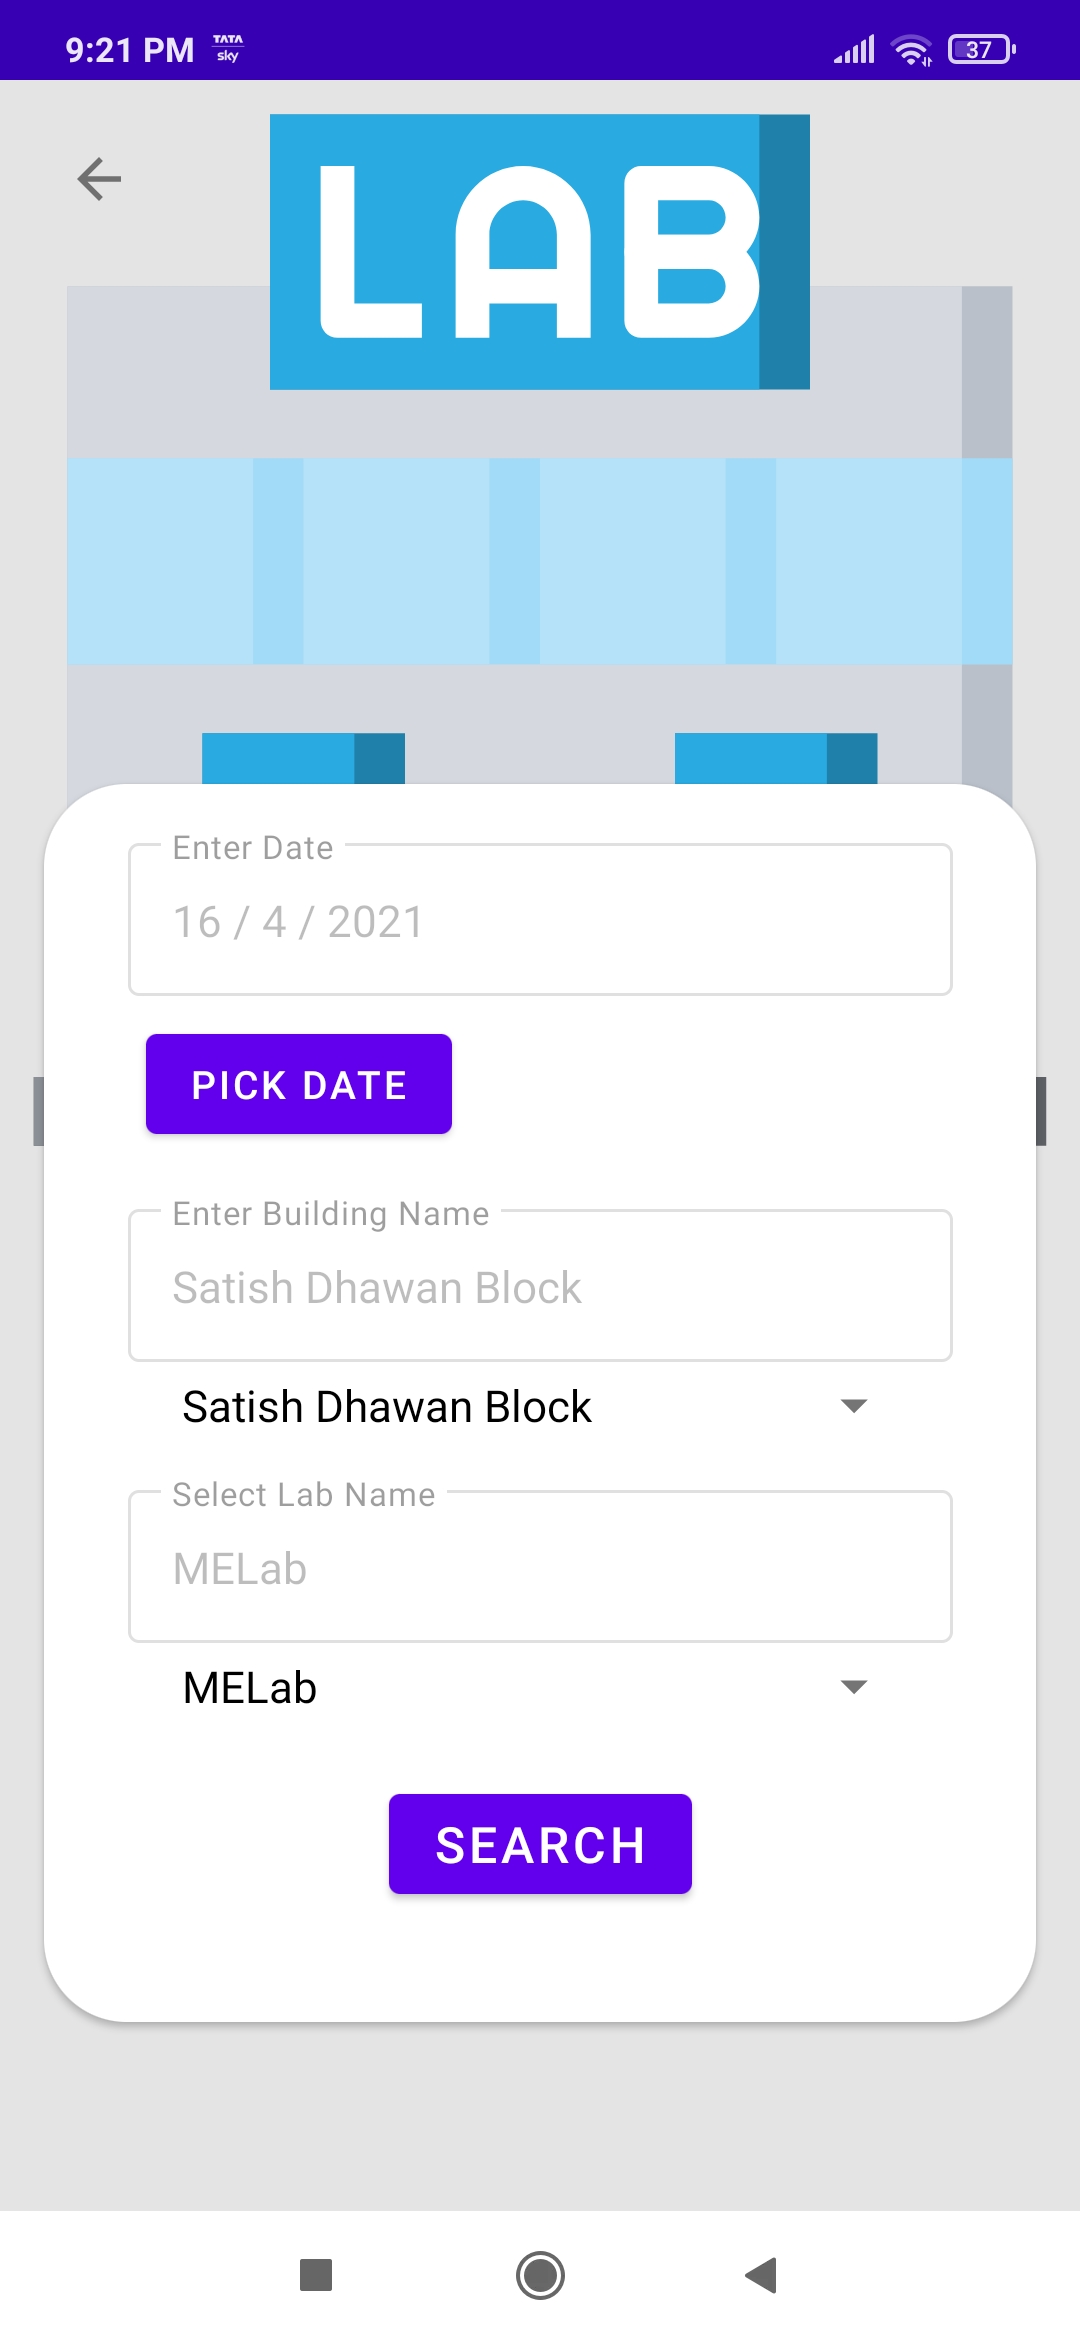 9:21 PM TATA sky 37
LAB
Enter Date
16 / 4 / 2021
PICK DATE
Enter Building Name
Satish Dhawan Block
Satish Dhawan Block
Select Lab Name
MELab
MELab
SEARCH